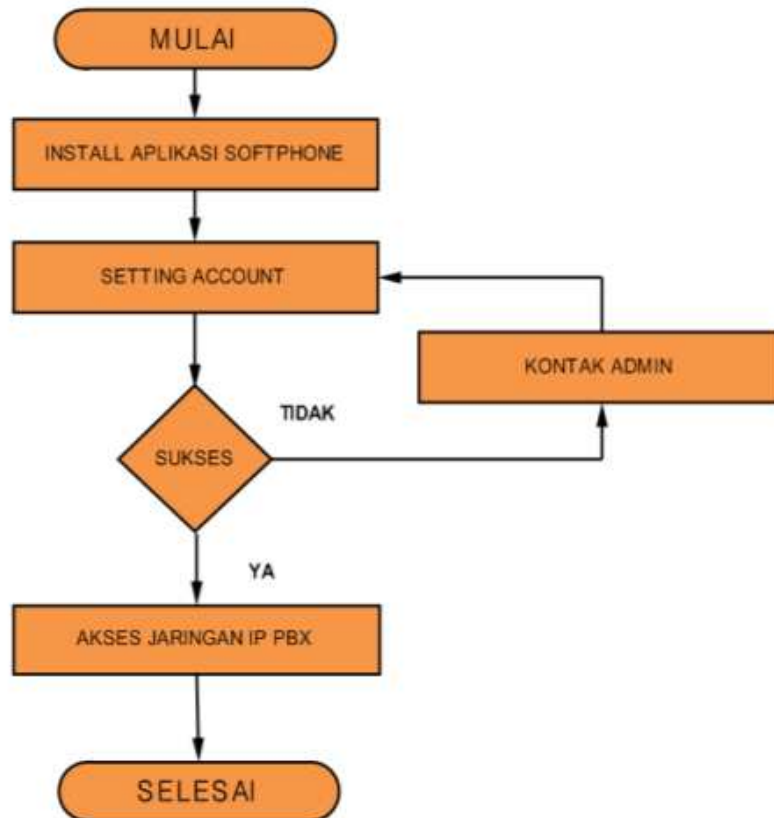 MULAI
INSTALL APLIKASI SOFTPHONE
SETTING ACCOUNT
KONTAK ADMIN
TIDAK
SUKSES
YA
AKSES JARINGAN IP PBX
SELESAI